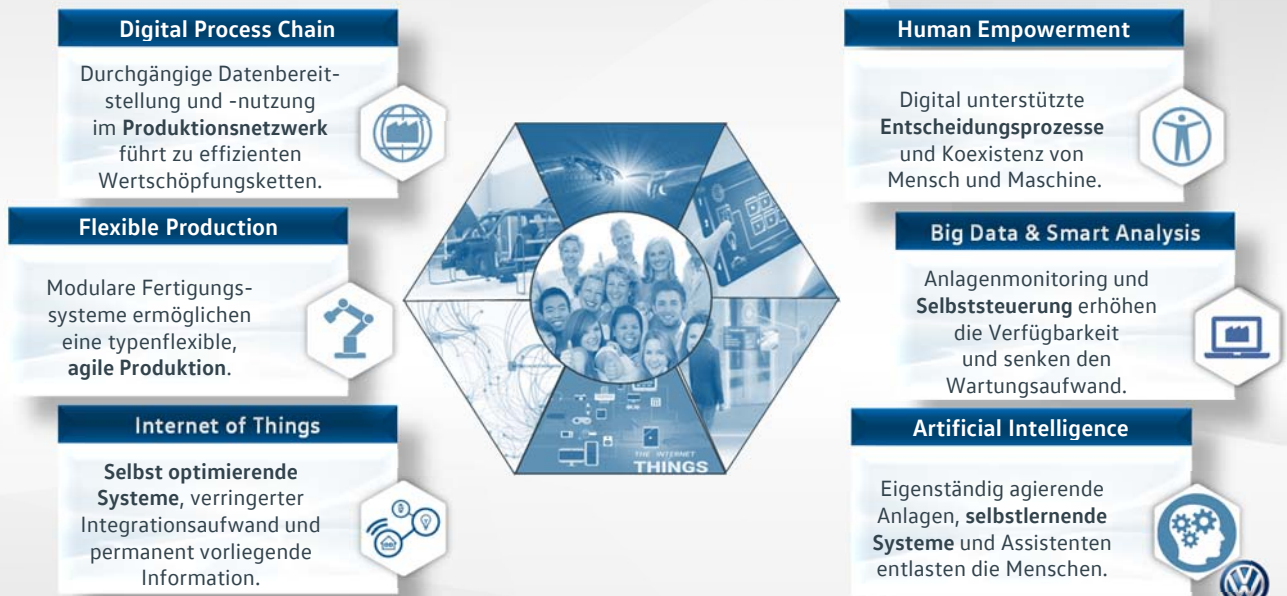 Digital Process Chain
Durchgängige Datenbereit-
stellung und -nutzung
im Produktionsnetzwerk
führt zu effizienten
Wertschöpfungsketten.
Flexible Production
Modulare Fertigungs-
systeme ermöglichen
eine typenflexible,
agile Produktion.
Internet of Things
Selbst optimierende
Systeme, verringerter
Integrationsaufwand und
permanent vorliegende
Information.
THE INTERNET
THINGS
Human Empowerment
Digital unterstützte
Entscheidungsprozesse
und Koexistenz von
Mensch und Maschine.
Big Data & Smart Analysis
Anlagenmonitoring und
Selbststeuerung erhöhen
die Verfügbarkeit
und senken den
Wartungsaufwand.
Artificial Intelligence
Eigenständig agierende
Anlagen, selbstlernende
Systeme und Assistenten
entlasten die Menschen.